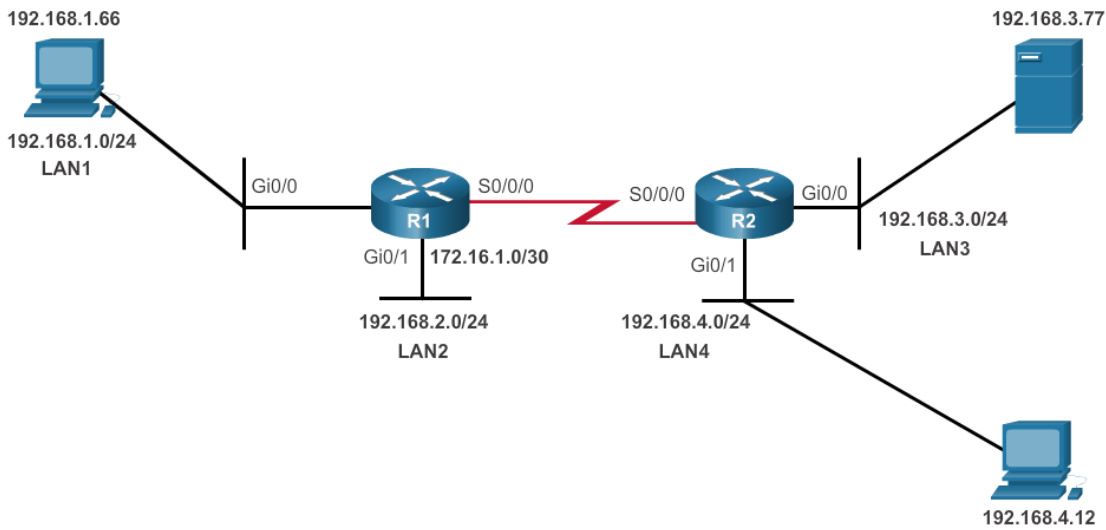 192.168.1.66
192.168.3.77
192.168.1.0/24
LAN1
Gi0/0
S0/0/0
R1
Gi0/1
172.16.1.0/30
192.168.2.0/24
LAN2
S0/0/0
R2
Gi0/0
192.168.3.0/24
LAN3
Gi0/1
192.168.4.0/24
LAN4
192.168.4.12